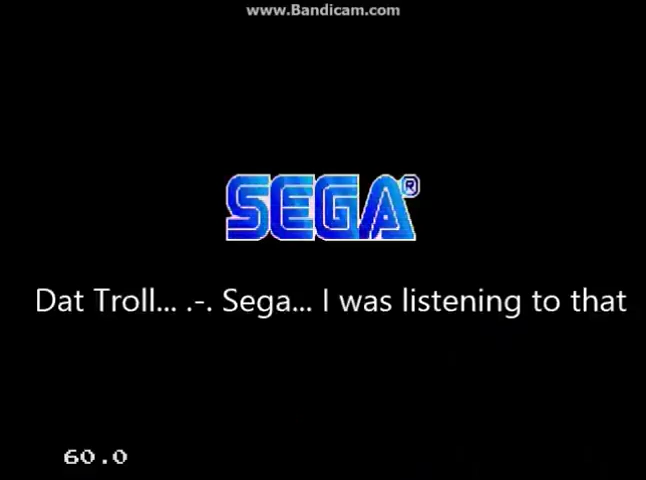 www.Bandicam.com
SEGA®
Dat Troll... .-. Sega... I was listening to that
60.0